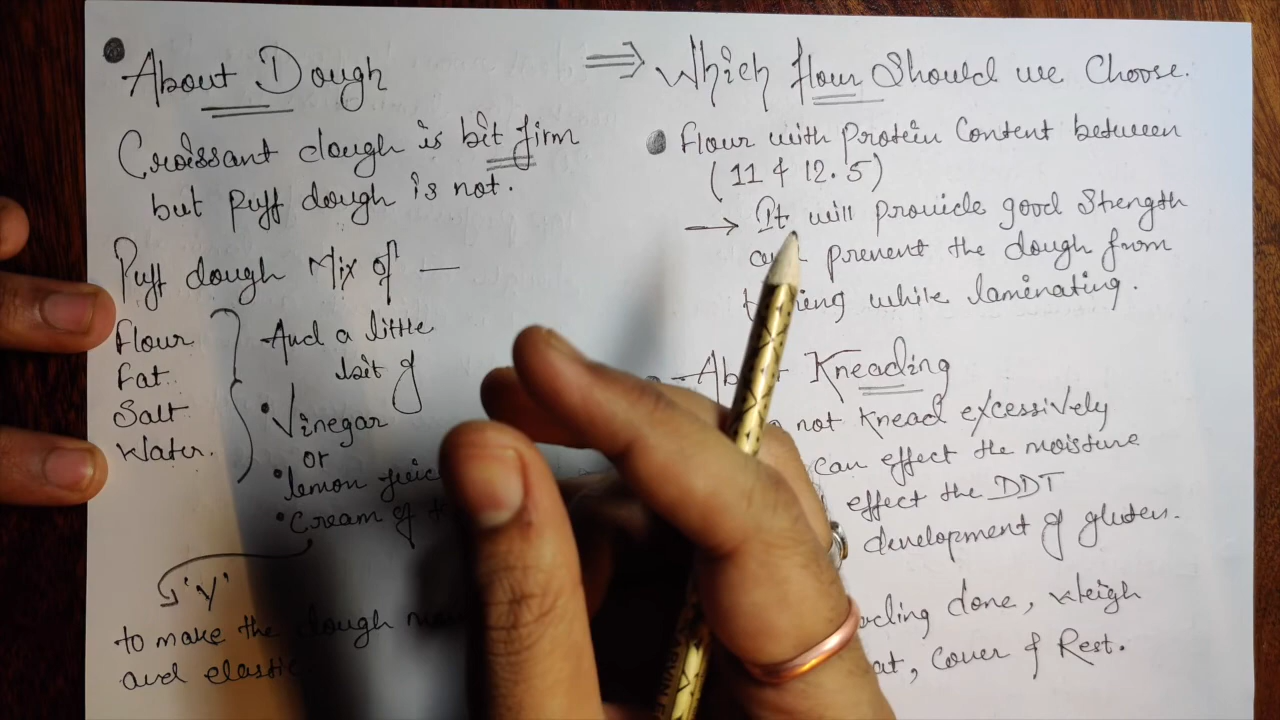 About Dough
Croissant dough is bit firm
but puff dough is not.
Puff dough Mix of —
flour
fat.
Salt
Water.
And a little
bit of
• Vinegar
or
• lemon
• Cream of
'Y'
to make the dough
and
⇒ Which flour Should we Choose.
• flour with protein Content between
(11 & 12.5)
→ It will provide good Strength
prevent the dough from
while laminating.
Kneading
not knead excessively
can effect the moisture
effect the DDT
development of gluten.
done, weigh
Cover & Rest.